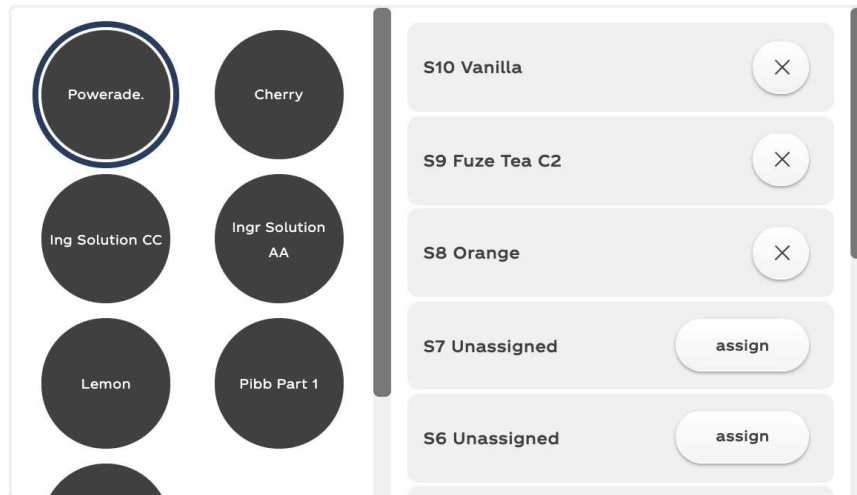 Powerade.
Cherry
Ing Solution CC
Ingr Solution
AA
Lemon
Pibb Part 1
S10 Vanilla
S9 Fuze Tea C2
S8 Orange
S7 Unassigned
assign
S6 Unassigned
assign